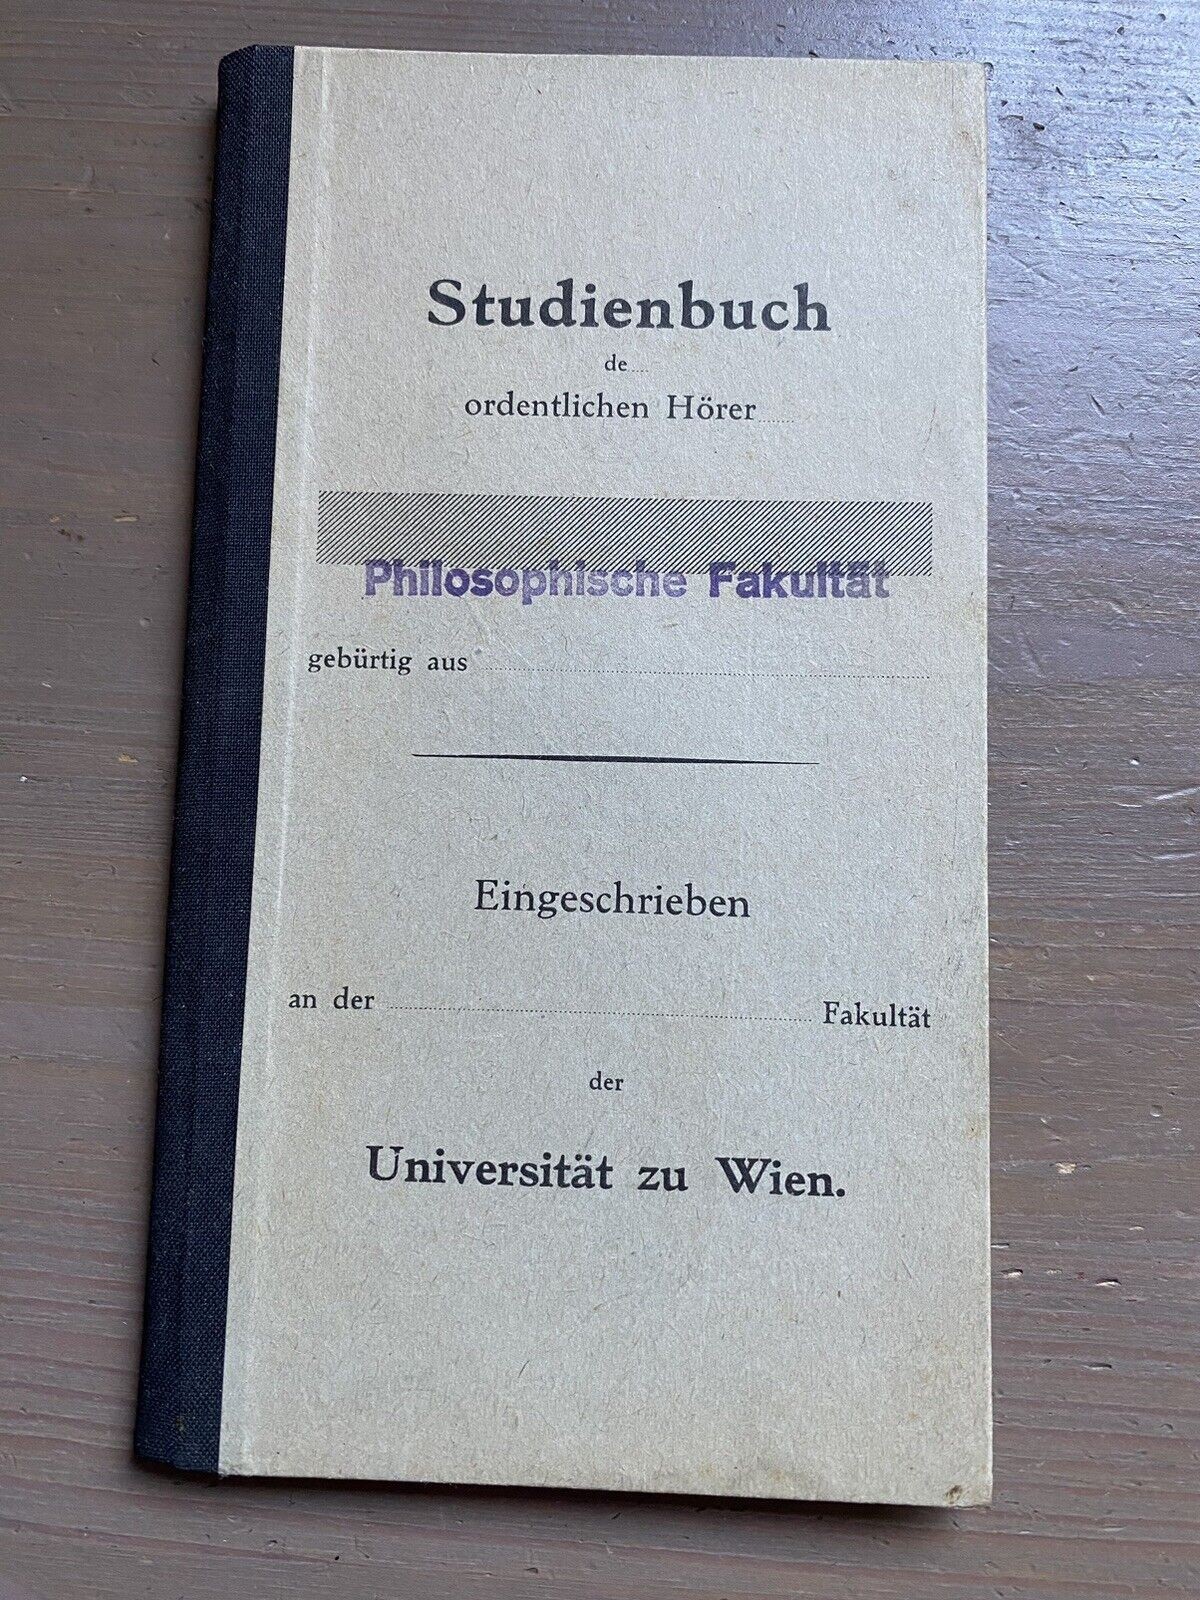 Studienbuch
de.....
ordentlichen Hörer........
Philosophische Fakultät
gebürtig aus ........................................
Eingeschrieben
an der ........................................ Fakultät
der
Universität zu Wien.